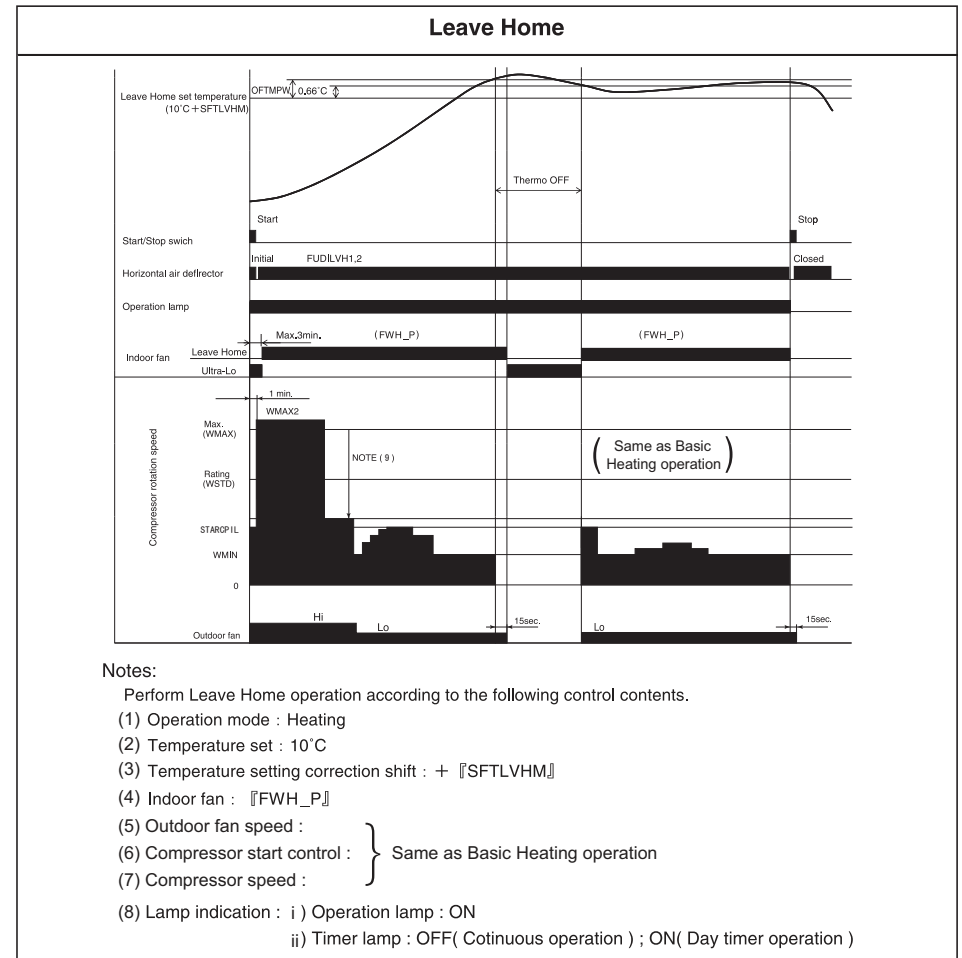 Leave Home
Leave Home set temperature
(10°C＋SFTLVHM)
OFTMPW
0.66°C
Thermo OFF
Start
Stop
Start/Stop swich
Initial
FUDILVH1,2
Closed
Horizontal air deflrector
Operation lamp
Max.3min.
(FWH_P)
(FWH_P)
Indoor fan
Leave Home
Ultra-Lo
1 min.
WMAX2
Max.
(WMAX)
NOTE ( 9 )
( Same as Basic
Heating operation )
Rating
(WSTD)
Compressor rotation speed
STARCPIL
WMIN
0
Hi
Lo
15sec.
Lo
15sec.
Outdoor fan
Notes:
Perform Leave Home operation according to the following control contents.
(1) Operation mode : Heating
(2) Temperature set : 10°C
(3) Temperature setting correction shift : ＋『SFTLVHM』
(4) Indoor fan : 『FWH_P』
(5) Outdoor fan speed :
(6) Compressor start control : } Same as Basic Heating operation
(7) Compressor speed :
(8) Lamp indication : i ) Operation lamp : ON
ii) Timer lamp : OFF( Cotinuous operation ) ; ON( Day timer operation )